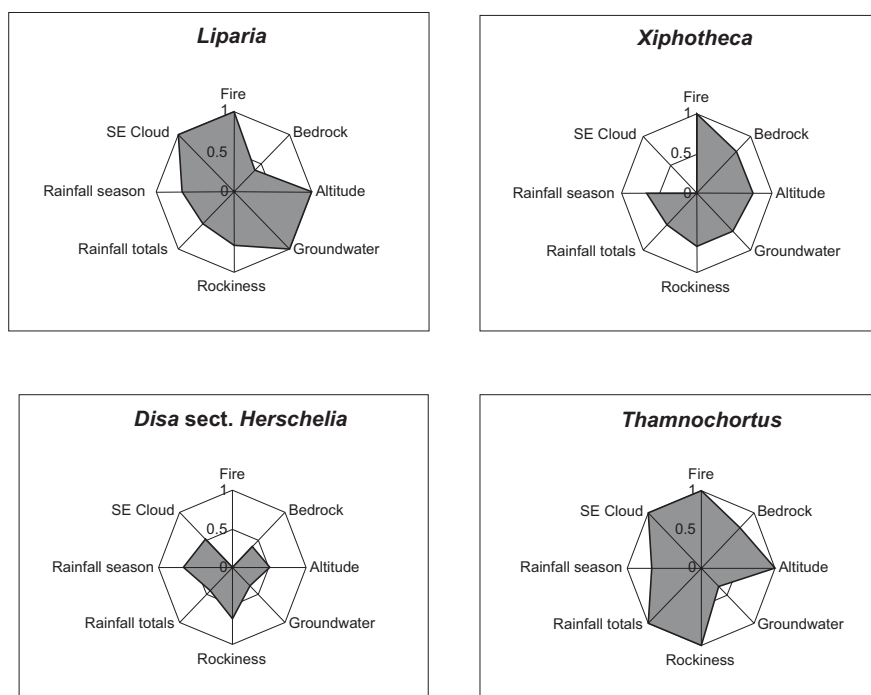 Liparia
Fire
1
SE Cloud
Bedrock
0.5
Rainfall season
0
Altitude
Rainfall totals
Groundwater
Rockiness
Xiphotheca
Fire
1
SE Cloud
Bedrock
0.5
Rainfall season
0
Altitude
Rainfall totals
Groundwater
Rockiness
Disa sect. Herschelia
Fire
1
SE Cloud
Bedrock
0.5
Rainfall season
0
Altitude
Rainfall totals
Groundwater
Rockiness
Thamnochortus
Fire
1
SE Cloud
Bedrock
0.5
Rainfall season
0
Altitude
Rainfall totals
Groundwater
Rockiness